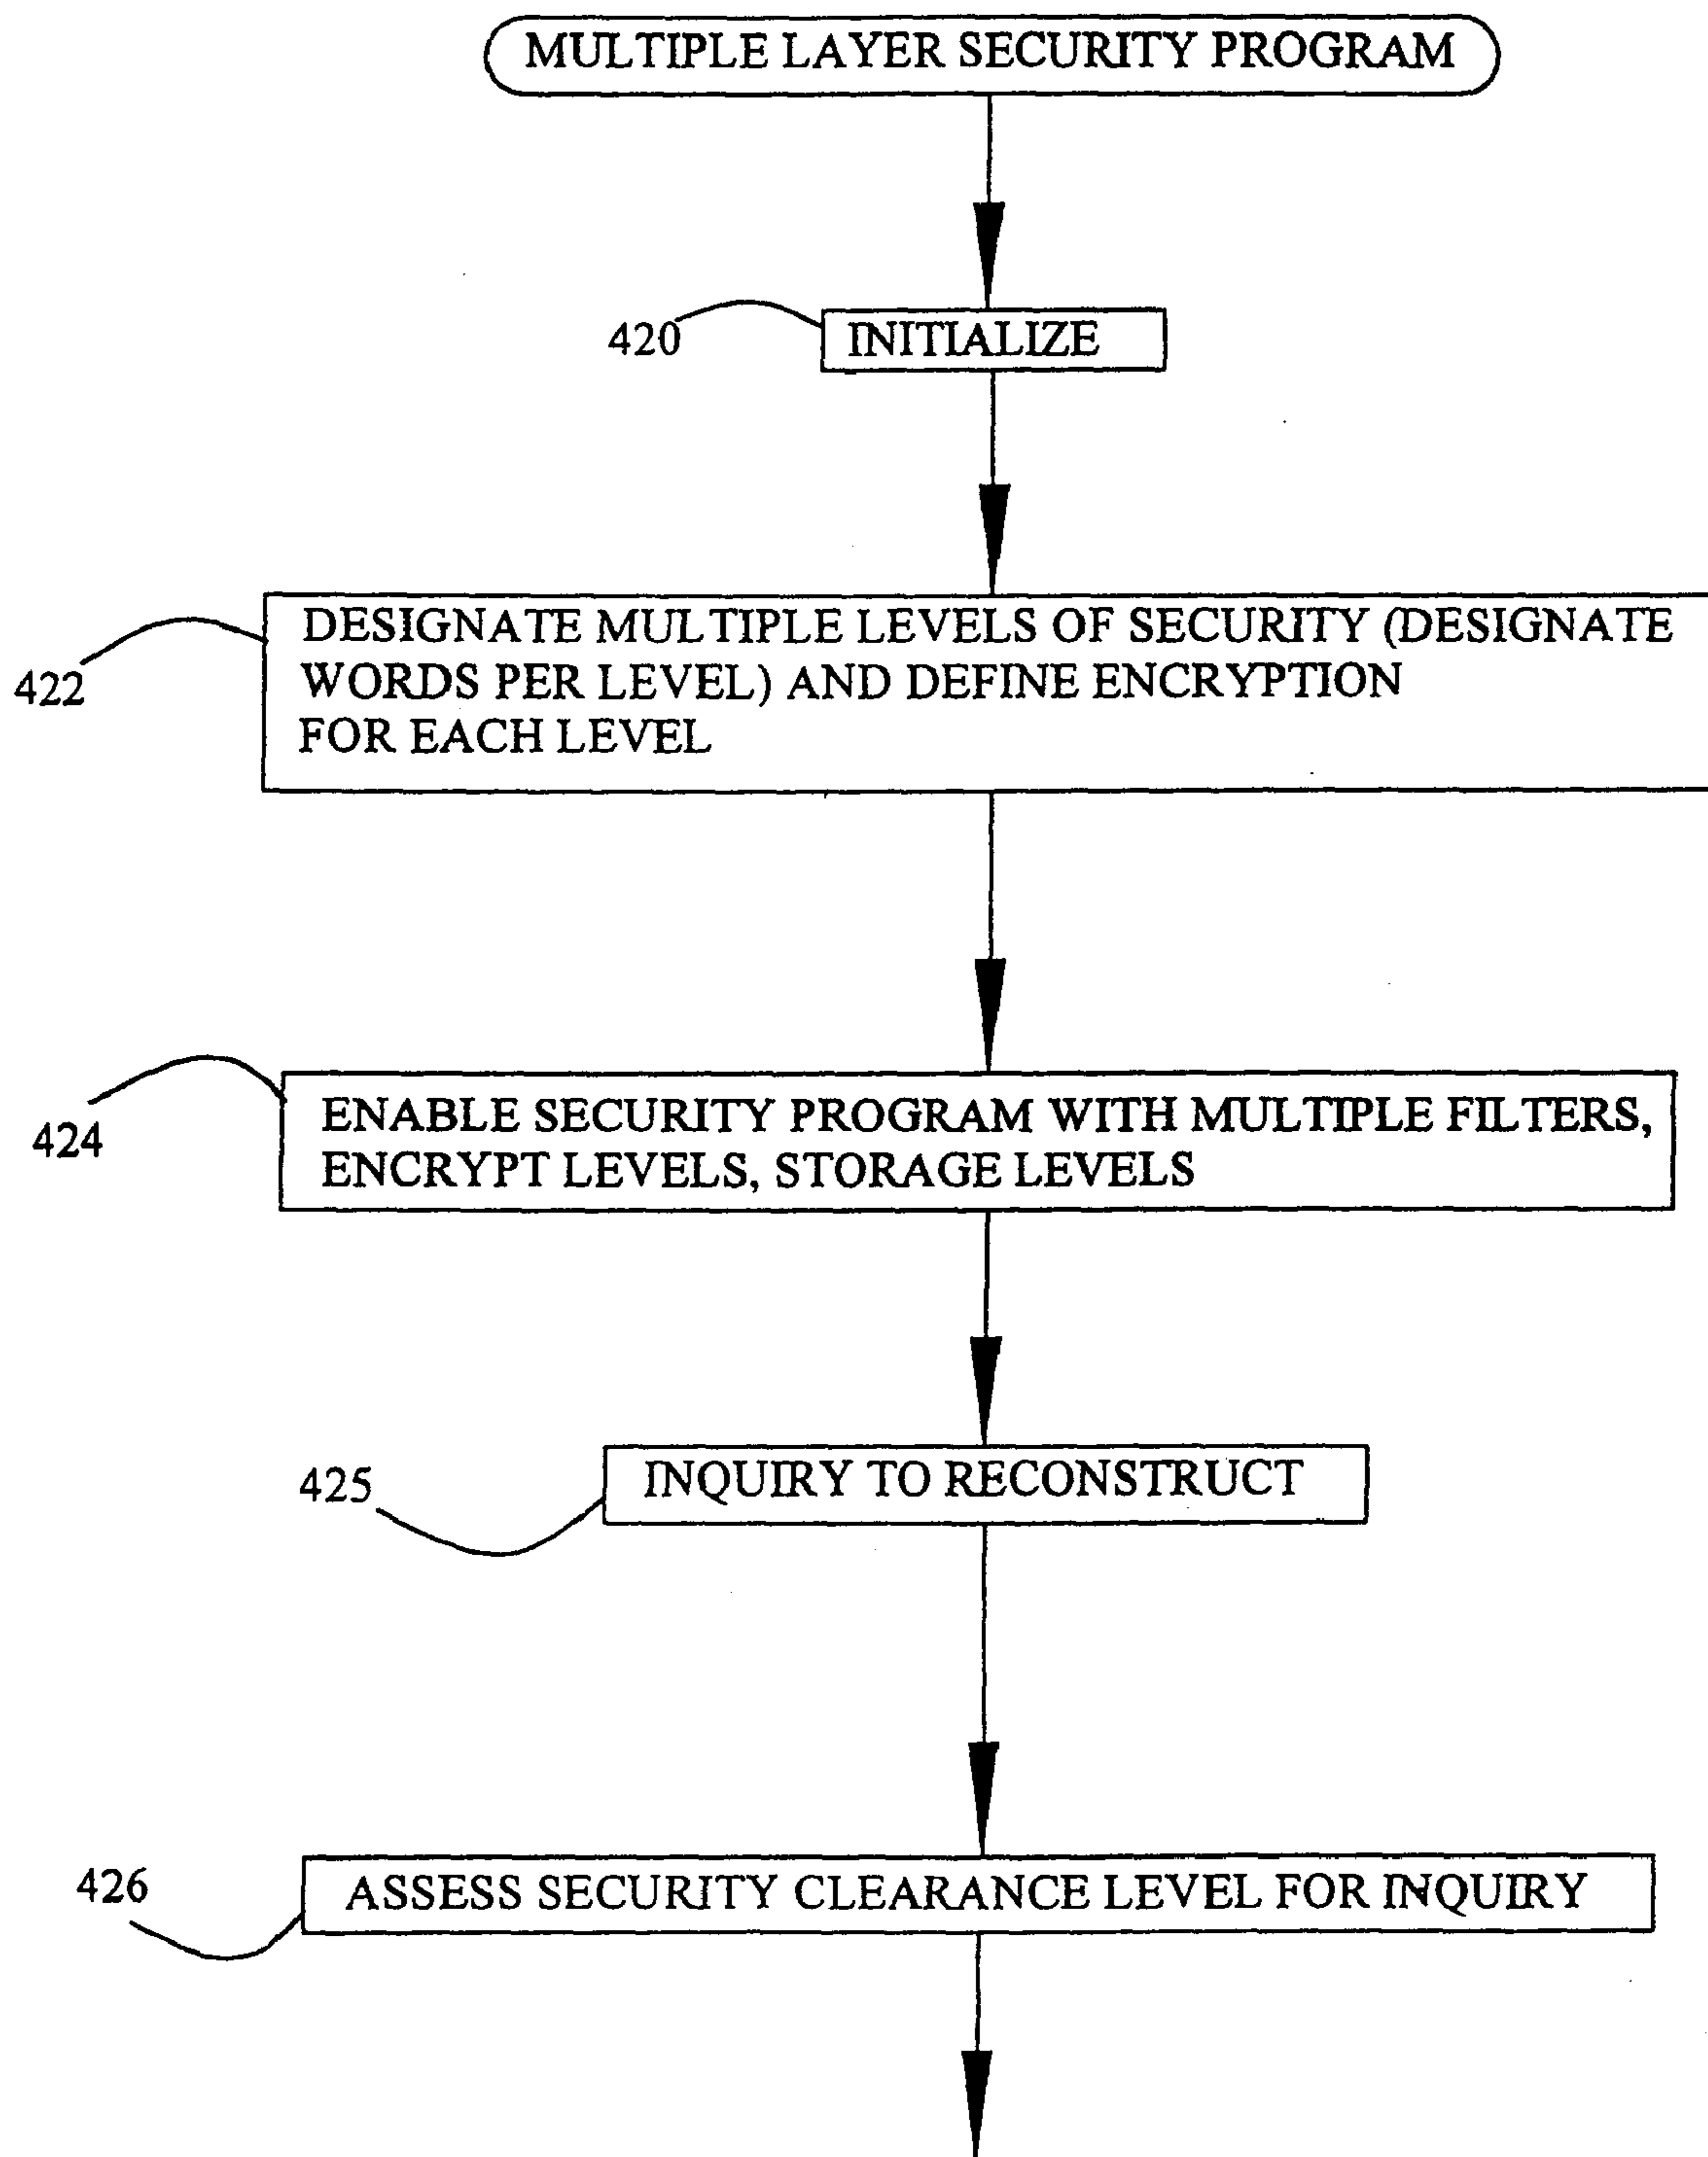 MULTIPLE LAYER SECURITY PROGRAM
420
INITIALIZE
422
DESIGNATE MULTIPLE LEVELS OF SECURITY (DESIGNATE
WORDS PER LEVEL) AND DEFINE ENCRYPTION
FOR EACH LEVEL
424
ENABLE SECURITY PROGRAM WITH MULTIPLE FILTERS,
ENCRYPT LEVELS, STORAGE LEVELS
425
INQUIRY TO RECONSTRUCT
426
ASSESS SECURITY CLEARANCE LEVEL FOR INQUIRY